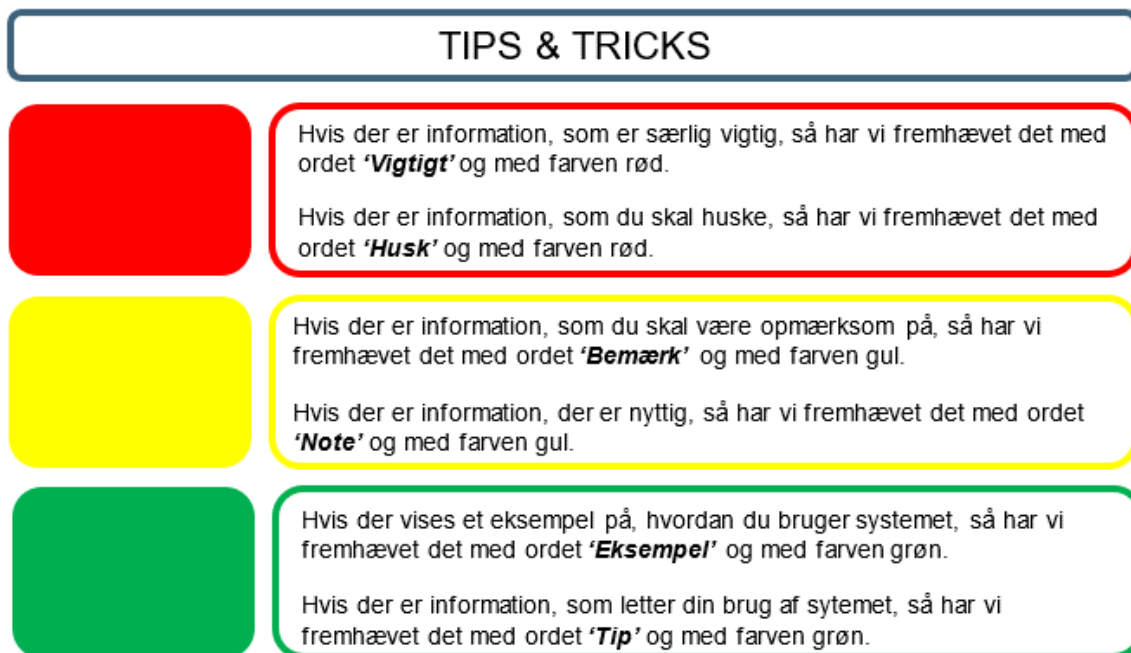 TIPS & TRICKS
Hvis der er information, som er særlig vigtig, så har vi fremhævet det med
ordet ‘Vigtigt’ og med farven rød.
Hvis der er information, som du skal huske, så har vi fremhævet det med
ordet ‘Husk’ og med farven rød.
Hvis der er information, som du skal være opmærksom på, så har vi
fremhævet det med ordet ‘Bemærk’ og med farven gul.
Hvis der er information, der er nyttig, så har vi fremhævet det med ordet
‘Note’ og med farven gul.
Hvis der vises et eksempel på, hvordan du bruger systemet, så har vi
fremhævet det med ordet ‘Eksempel’ og med farven grøn.
Hvis der er information, som letter din brug af sytemet, så har vi
fremhævet det med ordet ‘Tip’ og med farven grøn.